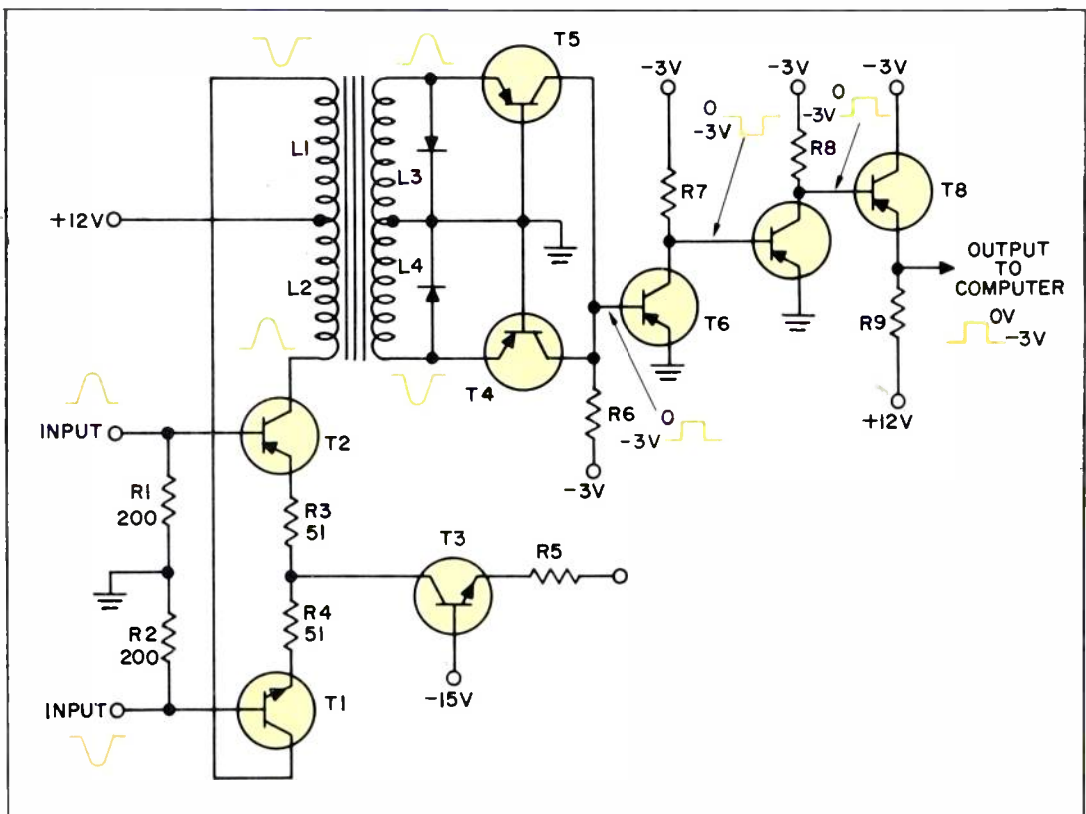 T5
-3V
-3V
-3V
0
-3V
0
-3V
R8
L1
L3
R7
T8
+12V
L2
L4
OUTPUT
TO
COMPUTER
0V
-3V
T6
R9
T4
R6
0
-3V
+12V
INPUT
T2
-3V
R1
200
R3
51
T3
R5
R2
200
R4
51
-15V
INPUT
T1